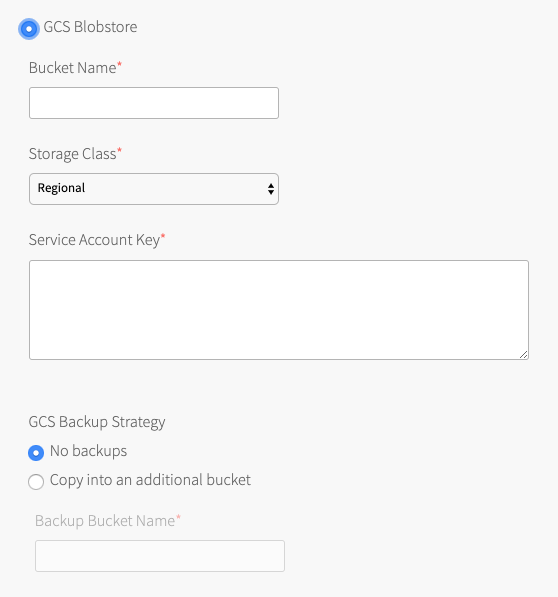 GCS Blobstore
Bucket Name*
Storage Class*
Regional
Service Account Key*
GCS Backup Strategy
No backups
Copy into an additional bucket
Backup Bucket Name*